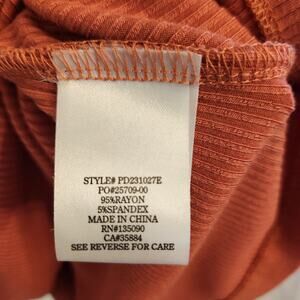 STYLE# PD231027E
PO#25709-00
95%RAYON
5%SPANDEX
MADE IN CHINA
RN#135090
CA#35884
SEE REVERSE FOR CARE